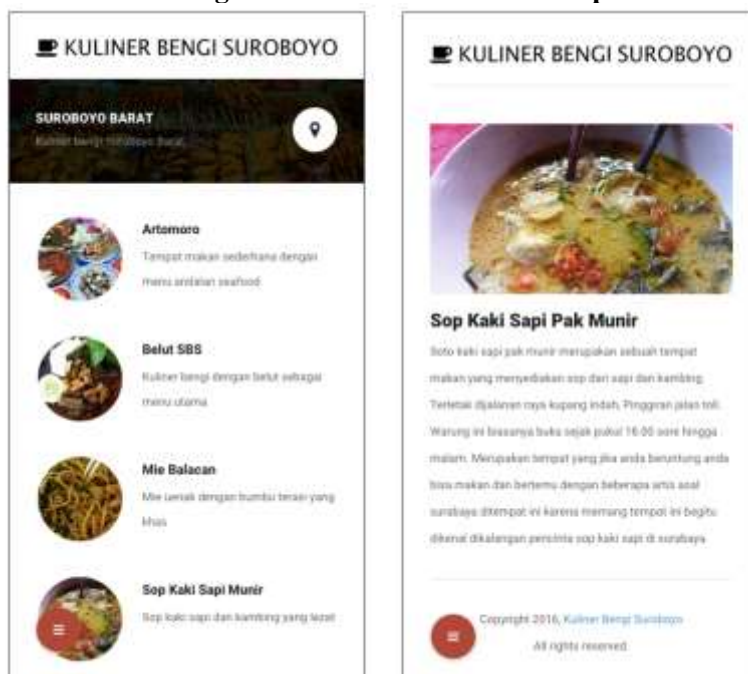 KULINER BENGI SUROBOYO
SUROBOYO BARAT
Kuliner bengi suroboyo barat
Artomoro
Tempat makan sederhana dengan
menu andalan seafood
Belut SBS
Kuliner bengi dengan belut sebagai
menu utama
Mie Balacan
Mie uenak dengan bumbu terasi yang
khas
Sop Kaki Sapi Munir
Sop kaki sapi dan kambing yang lezat
KULINER BENGI SUROBOYO
Sop Kaki Sapi Pak Munir
Soto kaki sapi pak munir merupakan sebuah tempat
makan yang menyediakan sop dari sapi dan kambing.
Terletak dijalanan raya kupang indah, Pinggiran jalan toll.
Warung ini biasanya buka sejak pukul 16.00 sore hingga
malam. Merupakan tempat yang jika anda beruntung anda
bisa makan dan bertemu dengan beberapa artis asal
surabaya ditempat ini karena memang tempat ini begitu
dikenal dikalangan pencinta sop kaki sapi di surabaya
Copyright 2016, Kuliner Bengi Suroboyo
All rights reserved